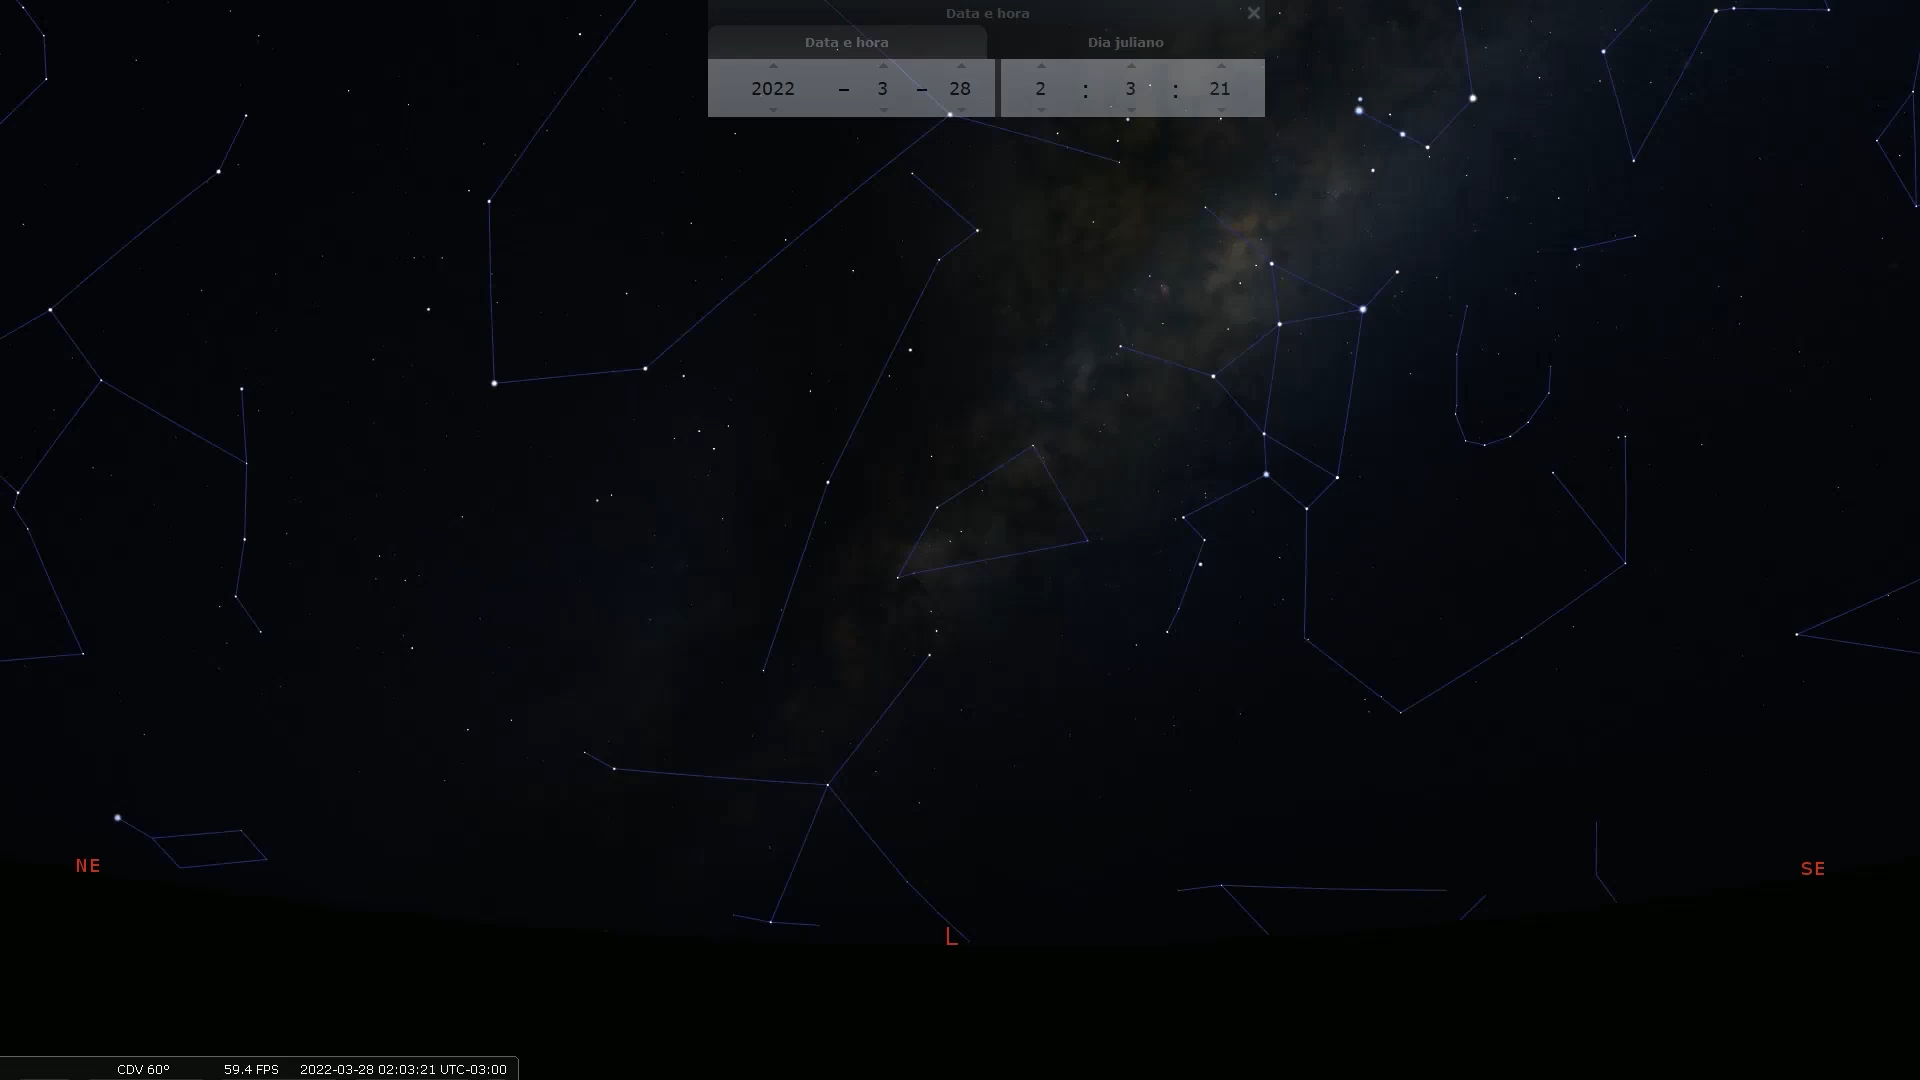 Data e hora
Data e hora Dia juliano
2022 - 3 - 28 2 : 3 : 21
NE
SE
L
CDV 60° 59.4 FPS 2022-03-28 02:03:21 UTC-03:00